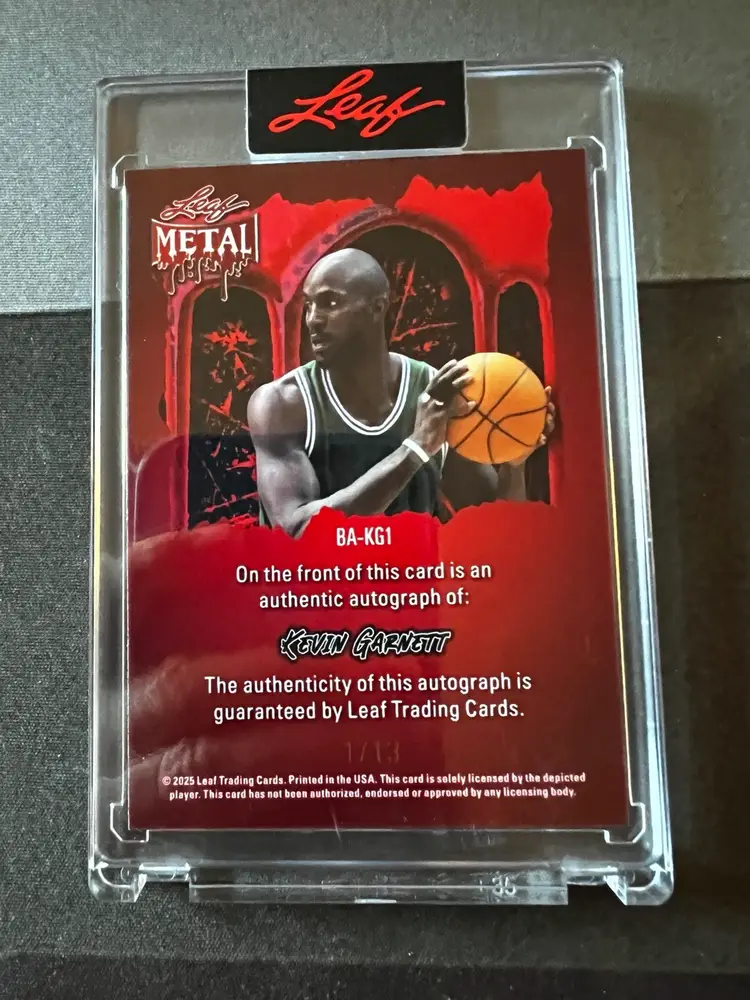 Leaf
Leaf
METAL
BA-KG1
On the front of this card is an
authentic autograph of:
KEVIN GARNETT
The authenticity of this autograph is
guaranteed by Leaf Trading Cards.
1/13
© 2025 Leaf Trading Cards. Printed in the USA. This card is solely licensed by the depicted
player. This card has not been authorized, endorsed or approved by any licensing body.